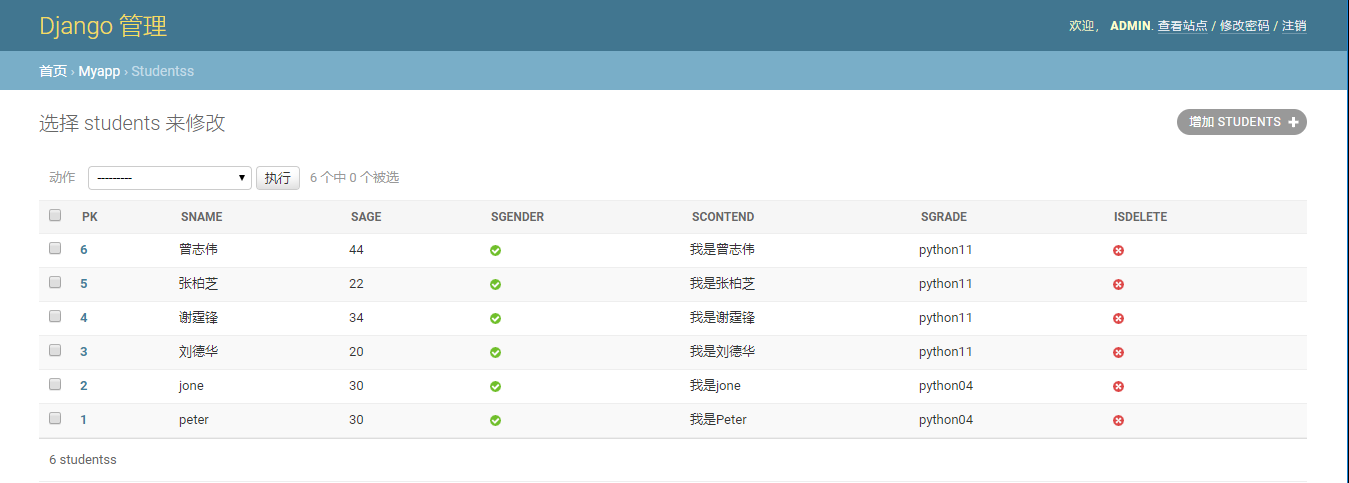 Django 管理
欢迎， ADMIN. 查看站点 / 修改密码 / 注销
首页 › Myapp › Studentss
选择 students 来修改
增加 STUDENTS +
动作 --------- 执行 6 个中 0 个被选
PK SNAME SAGE SGENDER SCONTEND SGRADE ISDELETE
6 曾志伟 44 我是曾志伟 python11
5 张柏芝 22 我是张柏芝 python11
4 谢霆锋 34 我是谢霆锋 python11
3 刘德华 20 我是刘德华 python11
2 jone 30 我是jone python04
1 peter 30 我是Peter python04
6 studentss